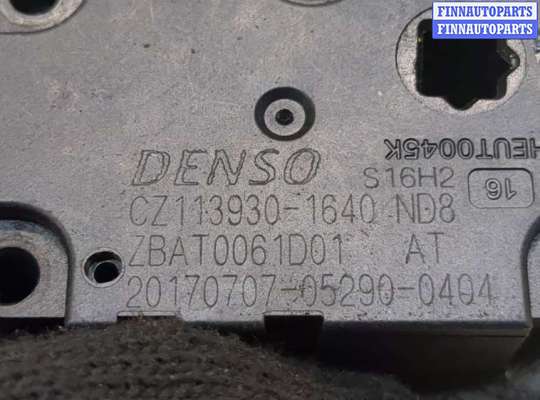 FINNAUTOPARTS
FINNAUTOPARTS
HEUT0045K
DENSO
S16H2
16
CZ113930-1640 ND8
ZBAT0061D01 AT
20170707-05290-0404